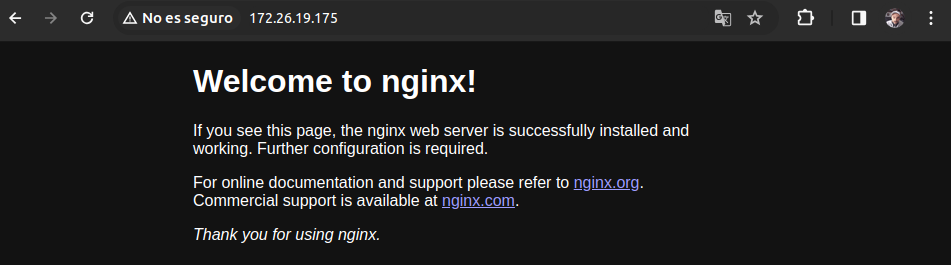 No es seguro 172.26.19.175
Welcome to nginx!
If you see this page, the nginx web server is successfully installed and
working. Further configuration is required.
For online documentation and support please refer to nginx.org.
Commercial support is available at nginx.com.
Thank you for using nginx.